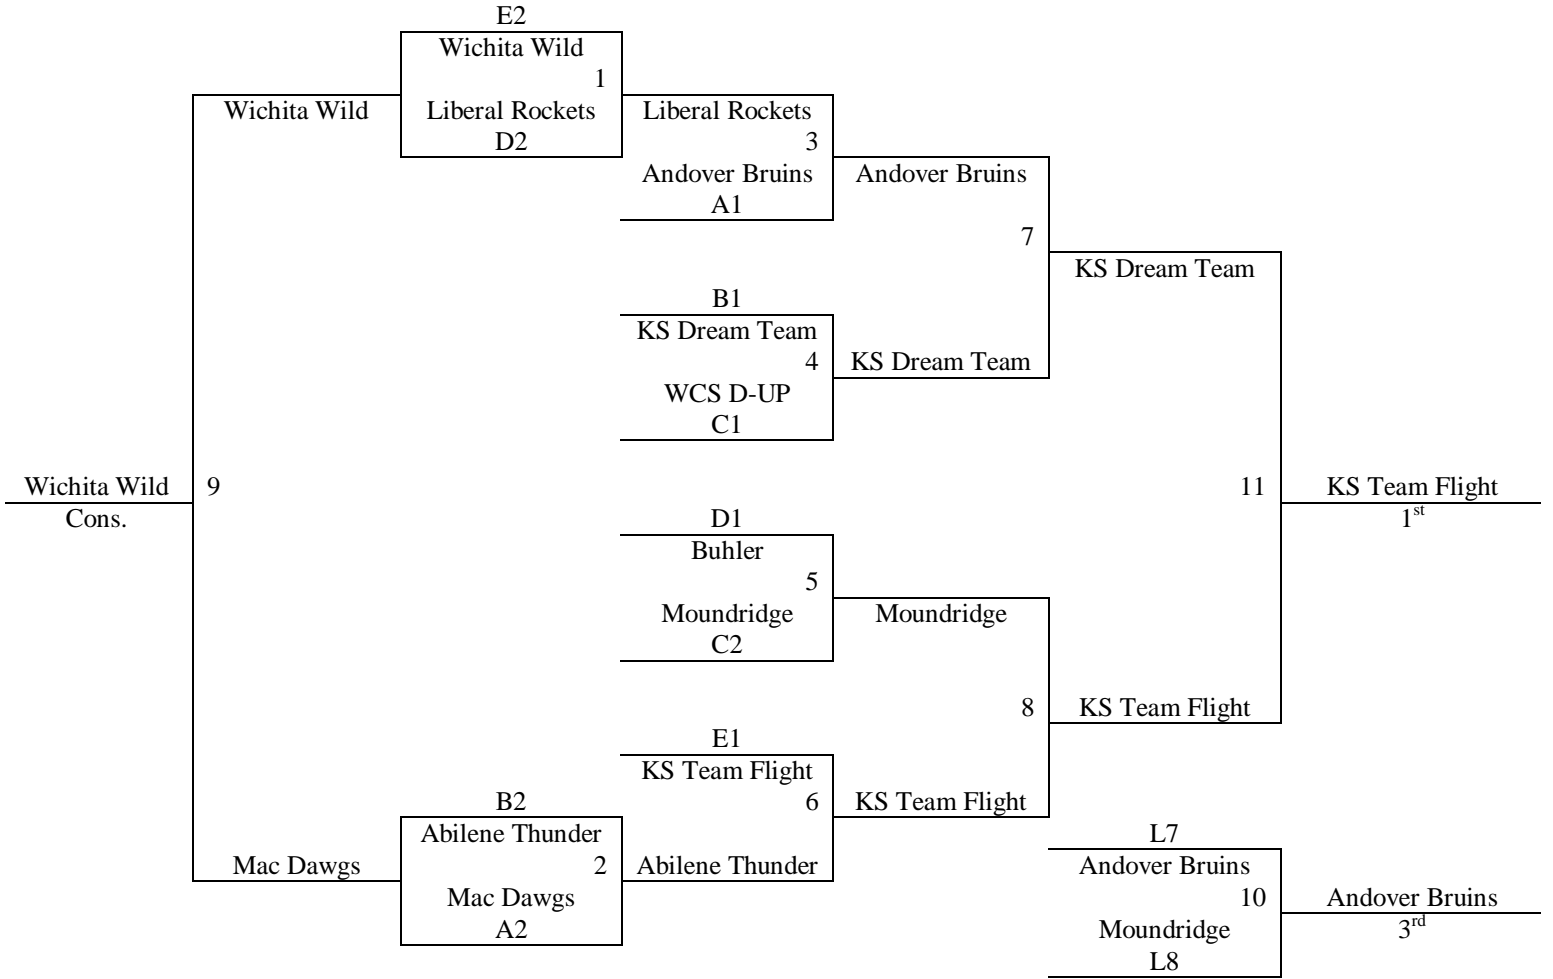 E2
Wichita Wild
1
Wichita Wild
Liberal Rockets
Liberal Rockets
D2
3
Andover Bruins
Andover Bruins
A1
7
KS Dream Team
B1
KS Dream Team
4
KS Dream Team
WCS D-UP
C1
Wichita Wild
9
11
KS Team Flight
Cons.
1st
D1
Buhler
5
Moundridge
Moundridge
C2
8
KS Team Flight
E1
KS Team Flight
B2
6
KS Team Flight
Abilene Thunder
L7
Mac Dawgs
2
Abilene Thunder
Andover Bruins
Mac Dawgs
10
Andover Bruins
A2
Moundridge
3rd
L8